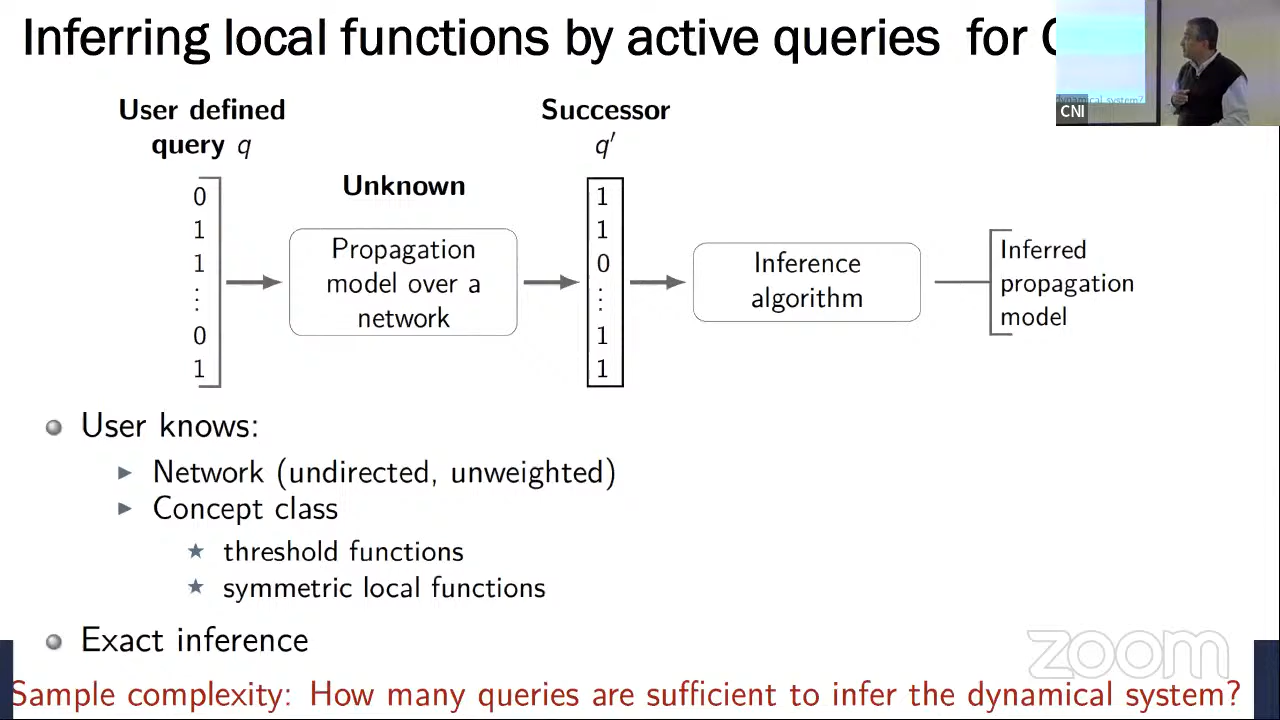 Inferring local functions by active queries for
User defined
query q
0
1
1
⋮
0
1
Unknown
Propagation
model over a
network
Successor
q′
1
1
0
⋮
1
1
Inference
algorithm
Inferred
propagation
model
dynamical system?
CNI
User knows:
Network (undirected, unweighted)
Concept class
threshold functions
symmetric local functions
Exact inference
zoom
Sample complexity: How many queries are sufficient to infer the dynamical system?